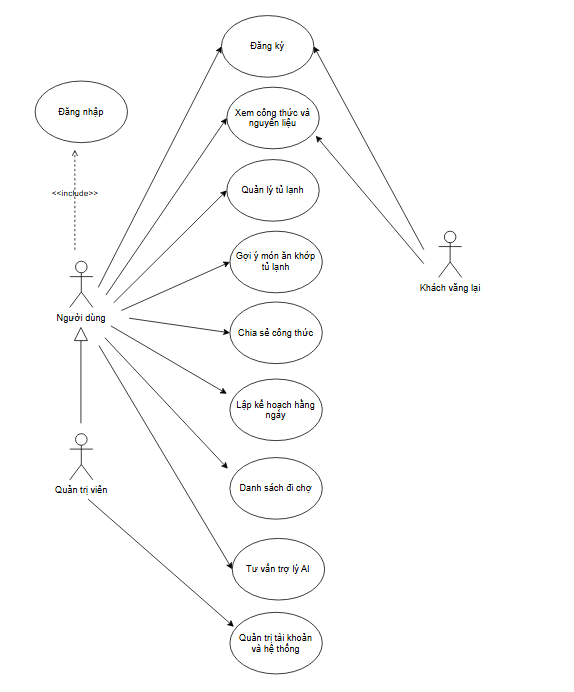 Đăng ký
Đăng nhập
Xem công thức và
nguyên liệu
Quản lý tủ lạnh
<<include>>
Gợi ý món ăn khớp
tủ lạnh
Khách vãng lại
Người dùng
Chia sẻ công thức
Lập kế hoạch hằng
ngày
Danh sách đi chợ
Quản trị viên
Tư vấn trợ lý AI
Quản trị tài khoản
và hệ thống